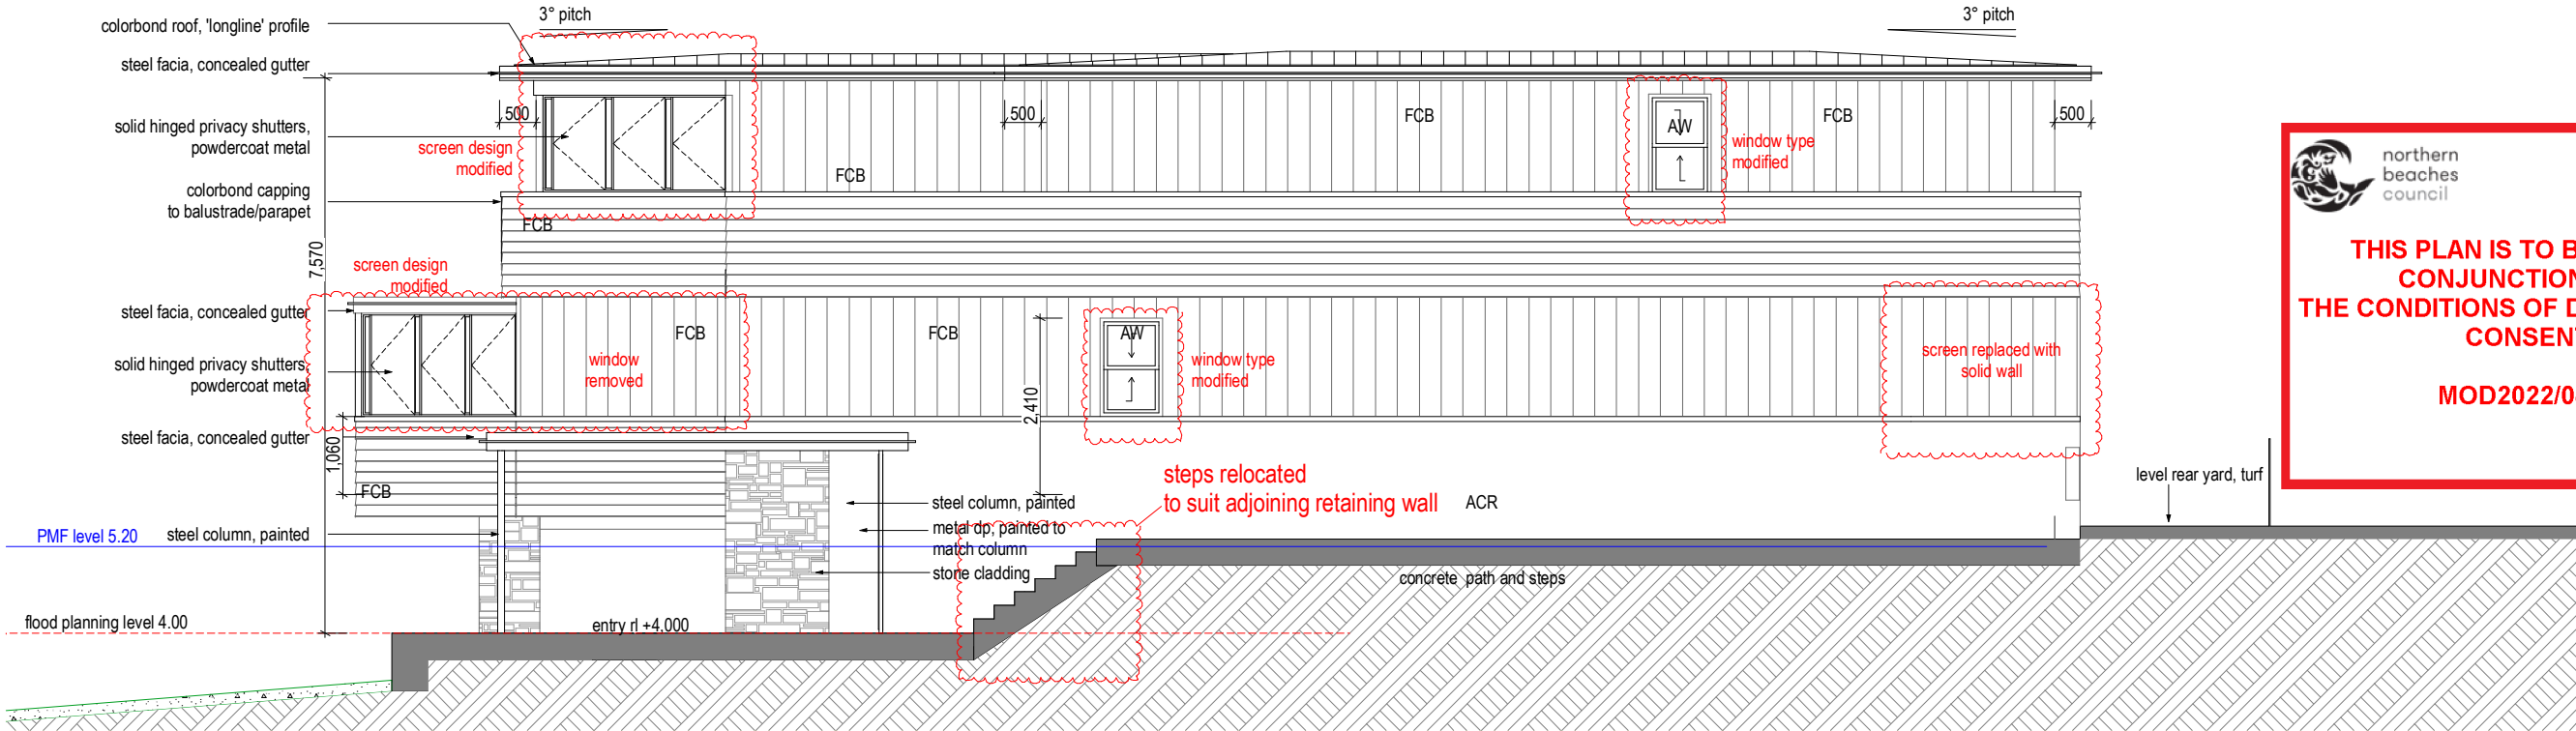 3° pitch
3° pitch
colorbond roof, 'longline' profile
steel facia, concealed gutter
500
500
500
FCB
FCB
AW
solid hinged privacy shutters,
powdercoat metal
screen design
modified
window type
modified
FCB
colorbond capping
to balustrade/parapet
FCB
7,570
screen design
modified
steel facia, concealed gutter
FCB
FCB
AW
window
removed
window type
modified
screen replaced with
solid wall
solid hinged privacy shutters,
powdercoat metal
2,410
steel facia, concealed gutter
1,060
FCB
steps relocated
to suit adjoining retaining wall
ACR
level rear yard, turf
steel column, painted
metal dp, painted to
match column
stone cladding
PMF level 5.20
steel column, painted
concrete path and steps
flood planning level 4.00
entry rl +4,000
northern
beaches
council
THIS PLAN IS TO
CONJUNCTION
THE CONDITIONS OF
MOD2022/0